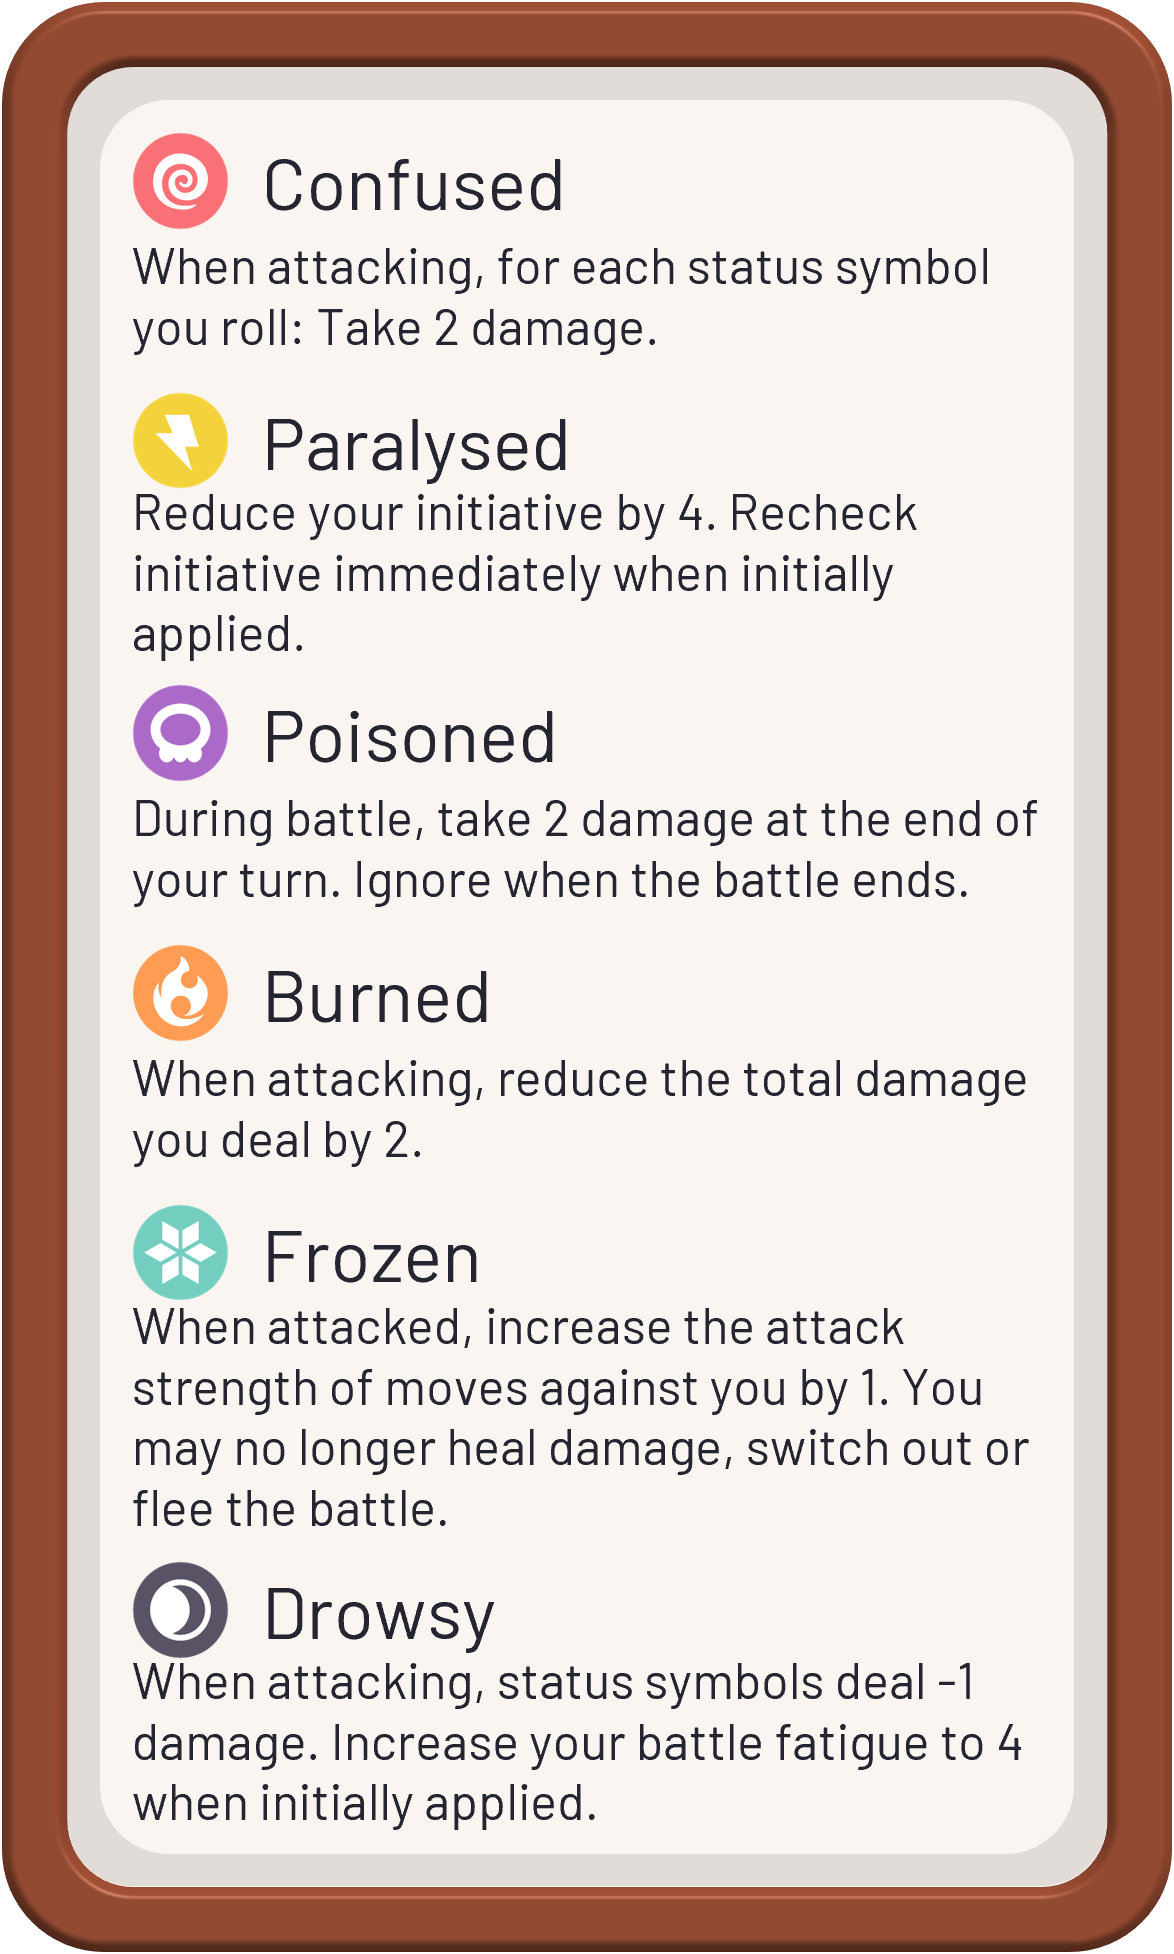 Confused
When attacking, for each status symbol
you roll: Take 2 damage.
Paralysed
Reduce your initiative by 4. Recheck
initiative immediately when initially
applied.
Poisoned
During battle, take 2 damage at the end of
your turn. Ignore when the battle ends.
Burned
When attacking, reduce the total damage
you deal by 2.
Frozen
When attacked, increase the attack
strength of moves against you by 1. You
may no longer heal damage, switch out or
flee the battle.
Drowsy
When attacking, status symbols deal -1
damage. Increase your battle fatigue to 4
when initially applied.